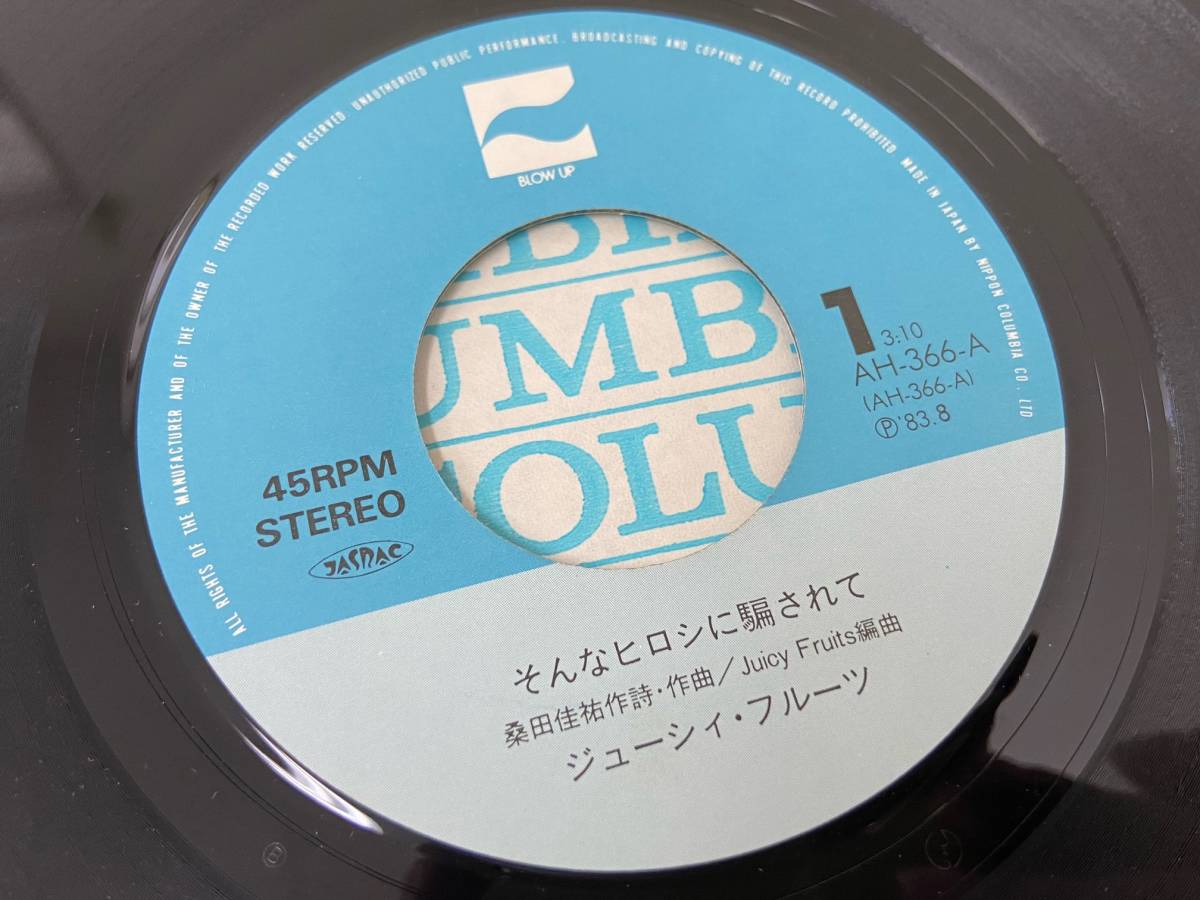 ALL RIGHTS OF THE MANUFACTURER AND OF THE OWNER OF THE RECORDED WORK RESERVED. UNAUTHORIZED PUBLIC PERFORMANCE. BROADCASTING AND COPYING OF THIS RECORD PROHIBITED. MADE IN JAPAN BY NIPPON COLUMBIA CO., LTD
BLOW UP
UMB
OLU
1
3:10
AH-366-A
(AH-366-A)
Ⓟ'83.8
45RPM
STEREO
JASRAC
そんなヒロシに騙されて
桑田佳祐作詩・作曲/Juicy Fruits編曲
ジューシィ・フルーツ